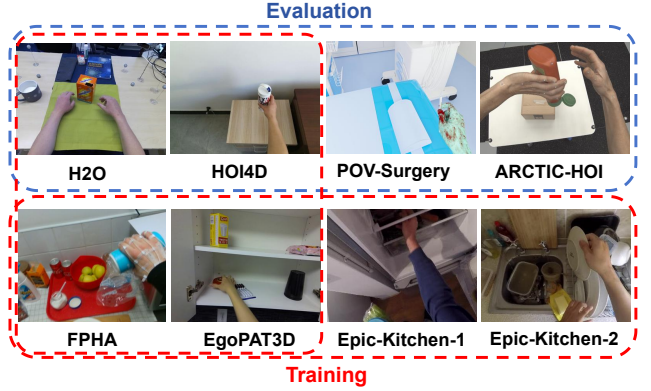 Evaluation
H2O
HOI4D
POV-Surgery
ARCTIC-HOI
FPHA
EgoPAT3D
Epic-Kitchen-1
Epic-Kitchen-2
Training